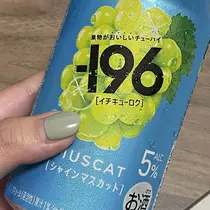 果物がおいしいチューハイ
-196
[イチキューロク]
MUSCAT
[シャインマスカット]
ALC.
5%
お酒